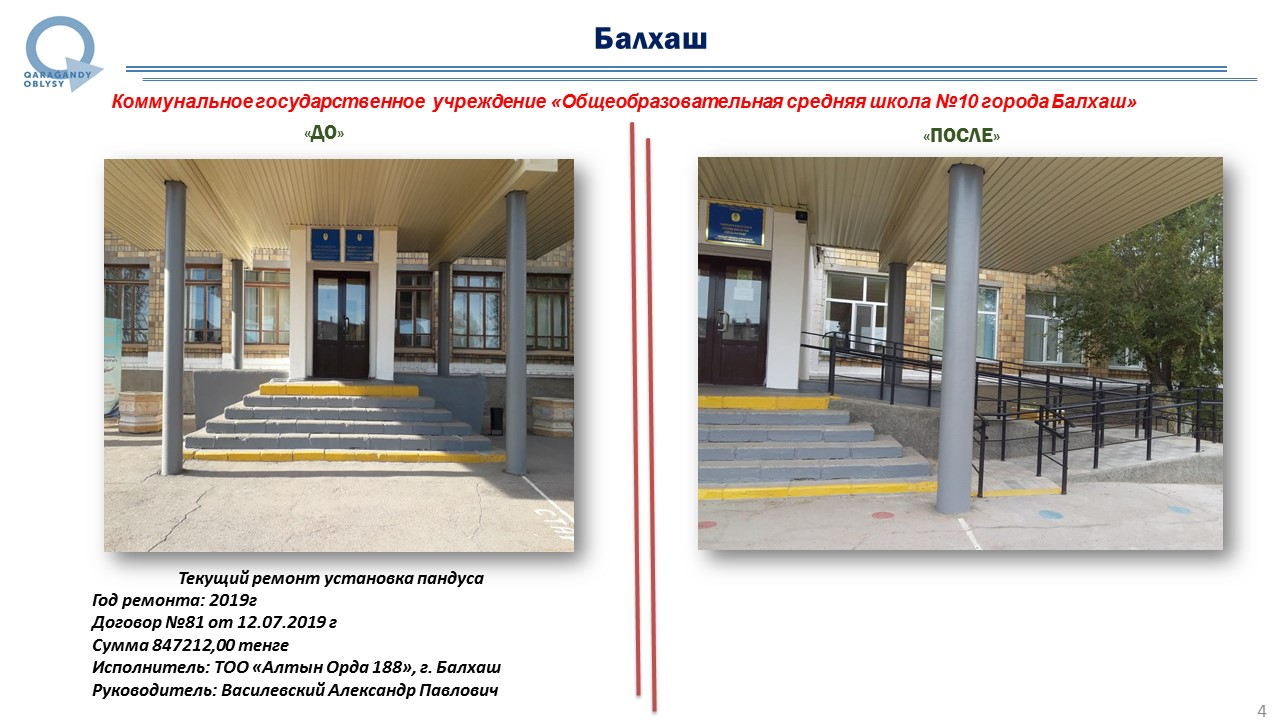 Балхаш
QARAĞANDY
OBLYSY
Коммунальное государственное учреждение «Общеобразовательная средняя школа №10 города Балхаш»
«ДО»
«ПОСЛЕ»
Текущий ремонт установка пандуса
Год ремонта: 2019г
Договор №81 от 12.07.2019 г
Сумма 847212,00 тенге
Исполнитель: ТОО «Алтын Орда 188», г. Балхаш
Руководитель: Василевский Александр Павлович
4